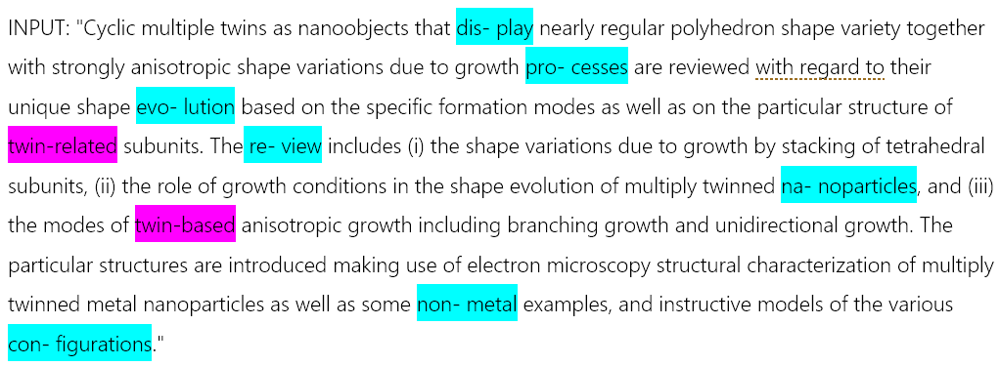 INPUT: "Cyclic multiple twins as nanoobjects that dis- play nearly regular polyhedron shape variety together
with strongly anisotropic shape variations due to growth pro- cesses are reviewed with regard to their
unique shape evo- lution based on the specific formation modes as well as on the particular structure of
twin-related subunits. The re- view includes (i) the shape variations due to growth by stacking of tetrahedral
subunits, (ii) the role of growth conditions in the shape evolution of multiply twinned na- noparticles, and (iii)
the modes of twin-based anisotropic growth including branching growth and unidirectional growth. The
particular structures are introduced making use of electron microscopy structural characterization of multiply
twinned metal nanoparticles as well as some non- metal examples, and instructive models of the various
con- figurations."